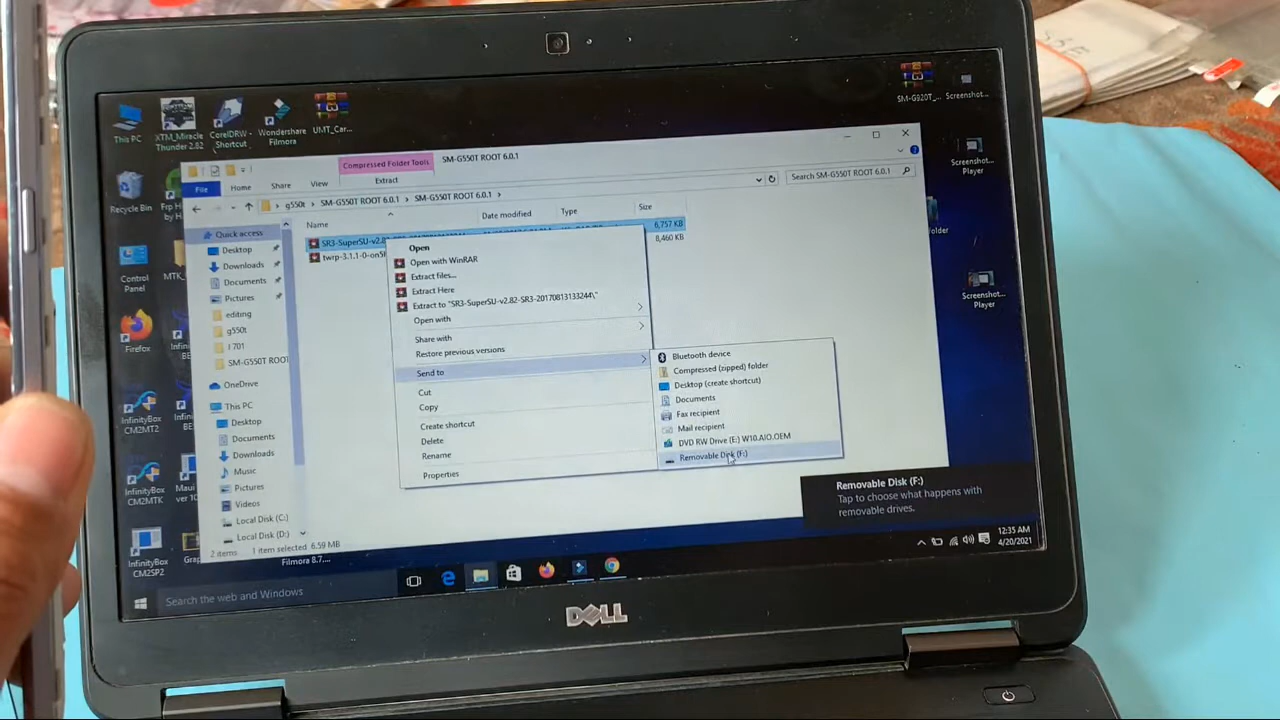 S5F
This PC
XTM_Miracle
Thunder 2.82
CorelDRW -
Shortcut
Wondershare
Filmora
UMT_Car...
SM-G920T_...
Screenshot...
Screenshot...
Player
Screenshot...
Player
Compressed Folder Tools
SM-G550T ROOT 6.0.1
File
Home
Share
View
Extract
g550t > SM-G550T ROOT 6.0.1 > SM-G550T ROOT 6.0.1 >
Search SM-G550T ROOT 6.0.1
Name
Date modified
Type
Size
6,757 KB
twrp-3.1.1-0-on5
8,460 KB
Quick access
Desktop
Downloads
Documents
Pictures
editing
g550t
SM-G550T ROOT
OneDrive
This PC
Desktop
Documents
Downloads
Music
Pictures
Videos
Local Disk (C:)
Local Disk (D:)
2 items
1 item selected 6.59 MB
Open
Open with WinRAR
Extract files...
Extract Here
Extract to "SR3-SuperSU-v2.82-SR3-20170813133244\"
Open with
Share with
Restore previous versions
Send to
Cut
Copy
Create shortcut
Delete
Rename
Properties
Bluetooth device
Compressed (zipped) folder
Desktop (create shortcut)
Documents
Fax recipient
Mail recipient
DVD RW Drive (E:) W10.AIO.OEM
Removable Disk (F:)
Removable Disk (F:)
Tap to choose what happens with
removable drives.
Recycle Bin
Control
Panel
Firefox
InfinityBox
CM2MT2
InfinityBox
CM2MTK
InfinityBox
CM2SP2
Filmora 8.7....
12:35 AM
4/20/2021
Search the web and Windows
DELL